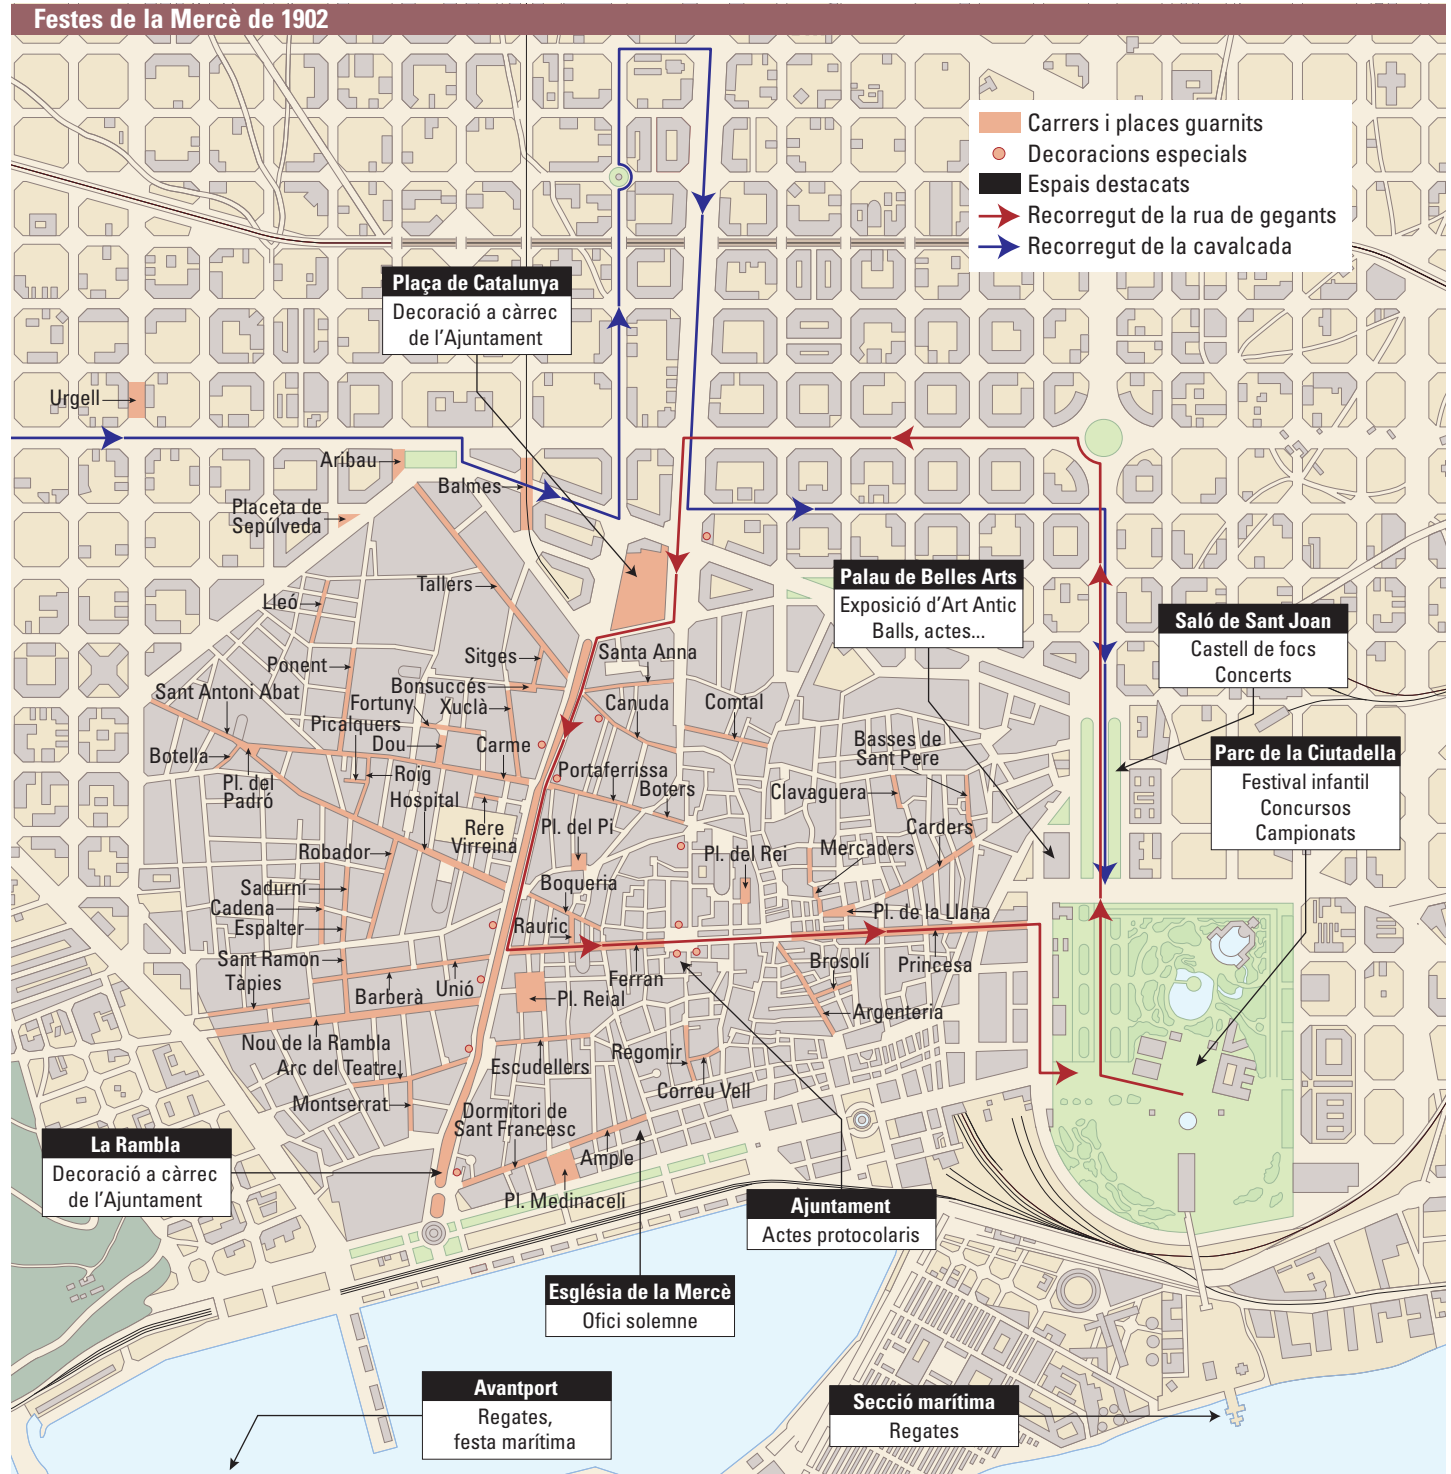 Festes de la Mercè de 1902
Carrers i places guarnits
Decoracions especials
Espais destacats
Recorregut de la rua de gegants
Recorregut de la cavalcada
Plaça de Catalunya
Decoració a càrrec
de l'Ajuntament
Urgell
Aribau
Balmes
Placeta de
Sepúlveda
Tallers
Lleó
Palau de Belles Arts
Exposició d'Art Antic
Balls, actes...
Saló de Sant Joan
Castell de focs
Concerts
Ponent
Sitges
Santa Anna
Sant Antoni Abat
Bonsuccés
Fortuny
Xuclà
Canuda
Comtal
Picalquers
Dou
Carme
Basses de
Sant Pere
Parc de la Ciutadella
Festival infantil
Concursos
Campionats
Botella
Pl. del
Padró
Roig
Hospital
Portaferrissa
Boters
Clavaguera
Rere
Virreina
Pl. del Pi
Carders
Mercaders
Robador
Pl. del Rei
Sadurní
Boqueria
Cadena
Espalter
Rauric
Pl. de la Llana
Sant Ramon
Tàpies
Barberà
Unió
Pl. Reial
Ferran
Brosolí
Princesa
Argenteria
Nou de la Rambla
Arc del Teatre
Escudellers
Regomir
Correu Vell
Montserrat
Dormitori de
Sant Francesc
Ample
Pl. Medinaceli
La Rambla
Decoració a càrrec
de l'Ajuntament
Ajuntament
Actes protocolaris
Església de la Mercè
Ofici solemne
Avantport
Regates,
festa marítima
Secció marítima
Regates